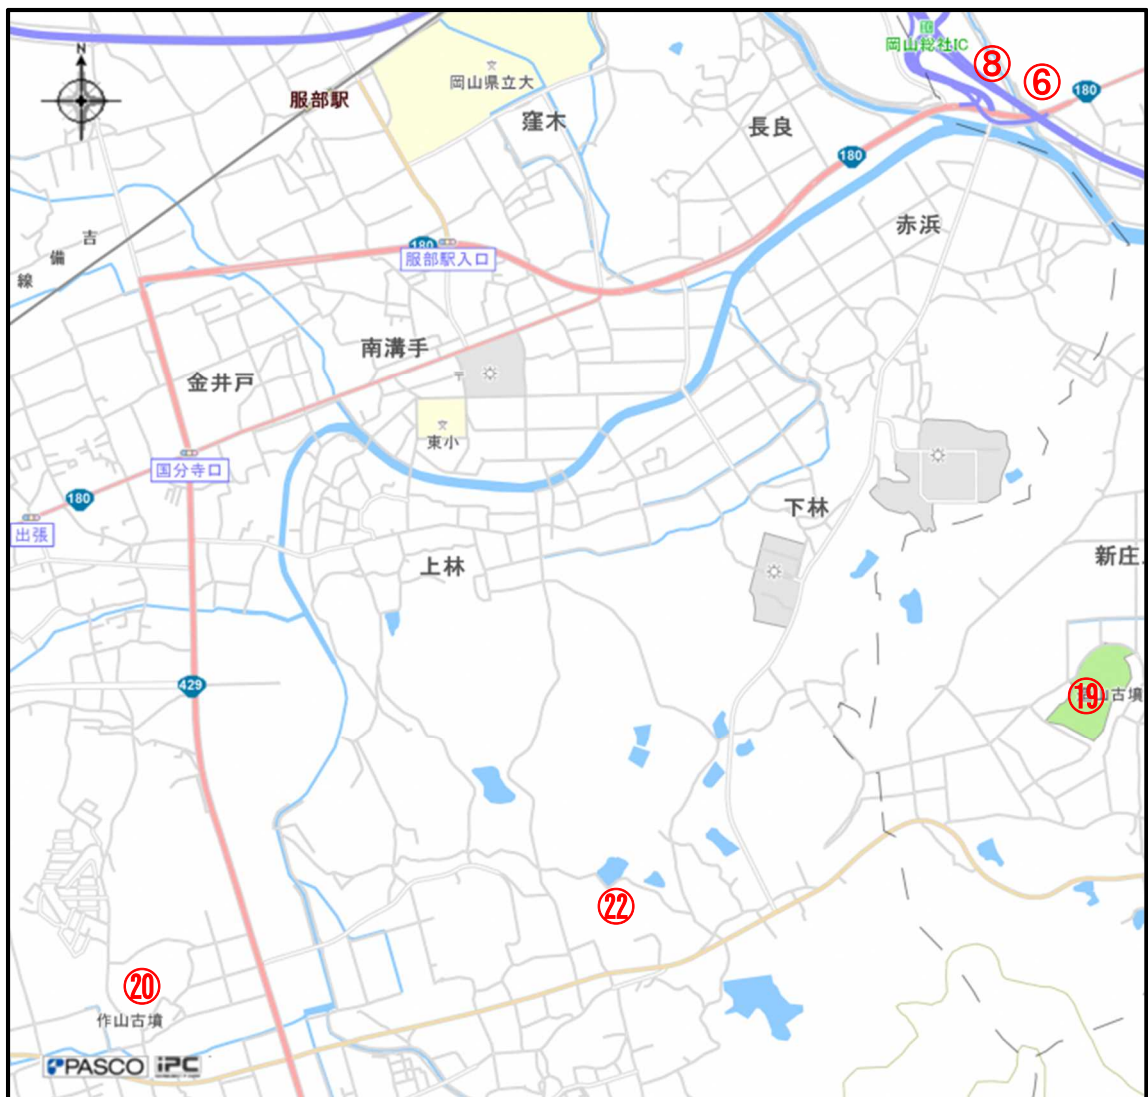 N
岡山総社IC
⑧
⑥
180
岡山県立大
服部駅
窪木
長良
180
赤浜
吉備線
180
服部駅入口
南溝手
金井戸
東小
国分寺口
180
出張
下林
上林
新庄
429
⑲
山古墳
㉒
⑳
作山古墳
PASCO iPC